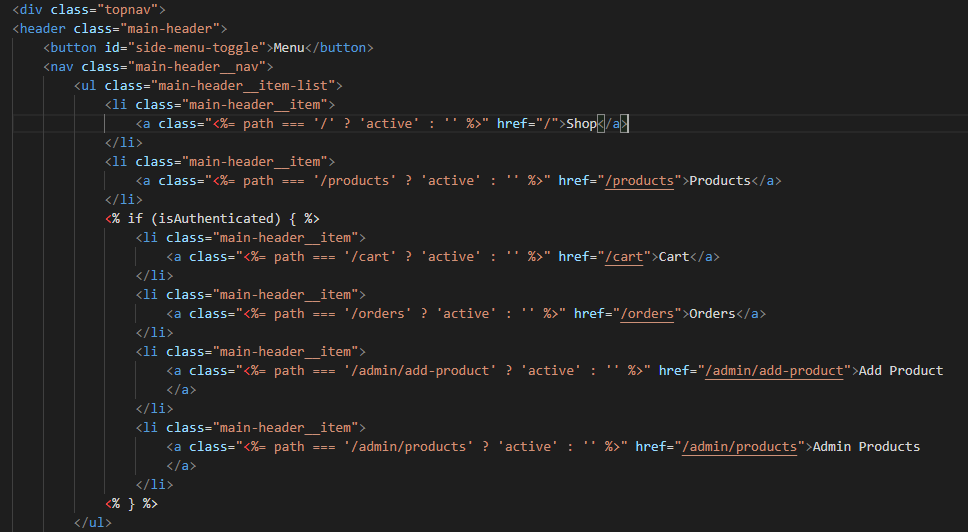 <div class="topnav">
<header class="main-header">
    <button id="side-menu-toggle">Menu</button>
    <nav class="main-header__nav">
        <ul class="main-header__item-list">
            <li class="main-header__item">
                <a class="<%= path === '/' ? 'active' : '' %>" href="/">Shop</a>
            </li>
            <li class="main-header__item">
                <a class="<%= path === '/products' ? 'active' : '' %>" href="/products">Products</a>
            </li>
            <% if (isAuthenticated) { %>
                <li class="main-header__item">
                    <a class="<%= path === '/cart' ? 'active' : '' %>" href="/cart">Cart</a>
                </li>
                <li class="main-header__item">
                    <a class="<%= path === '/orders' ? 'active' : '' %>" href="/orders">Orders</a>
                </li>
                <li class="main-header__item">
                    <a class="<%= path === '/admin/add-product' ? 'active' : '' %>" href="/admin/add-product">Add Product
                    </a>
                </li>
                <li class="main-header__item">
                    <a class="<%= path === '/admin/products' ? 'active' : '' %>" href="/admin/products">Admin Products
                    </a>
                </li>
            <% } %>
        </ul>